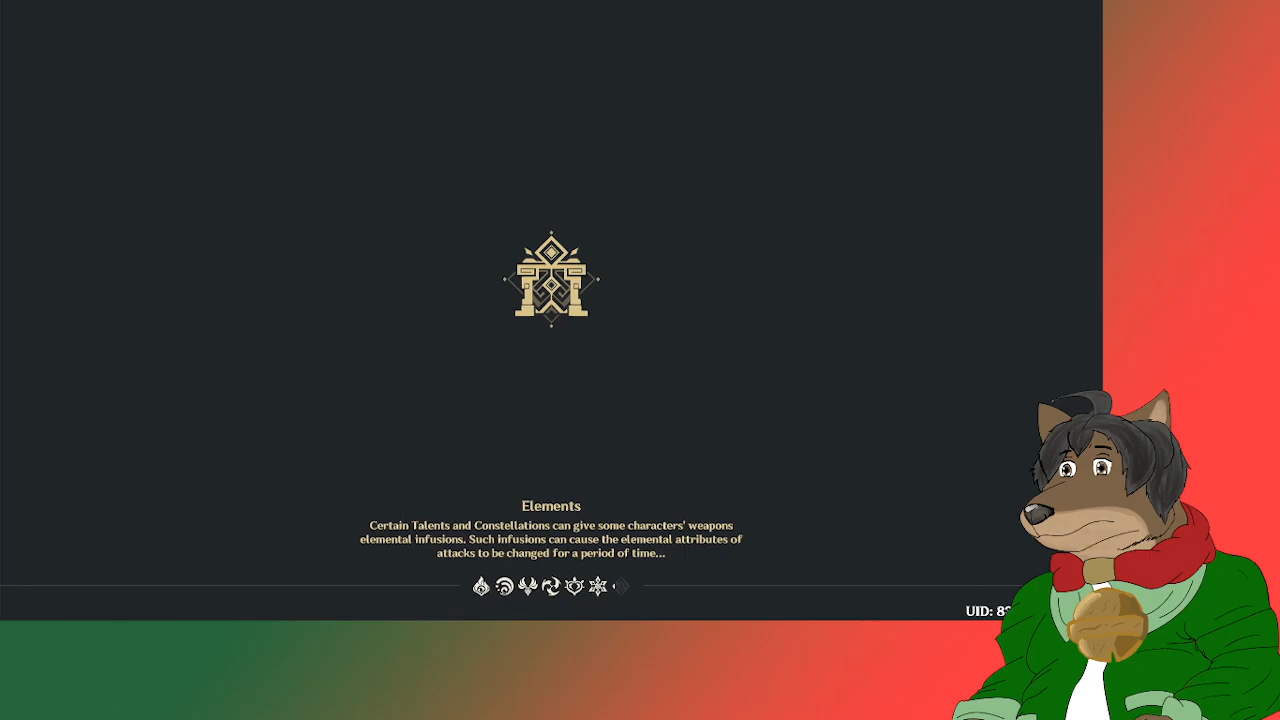 Elements
Certain Talents and Constellations can give some characters' weapons
elemental infusions. Such infusions can cause the elemental attributes of
attacks to be changed for a period of time...
UID: 82